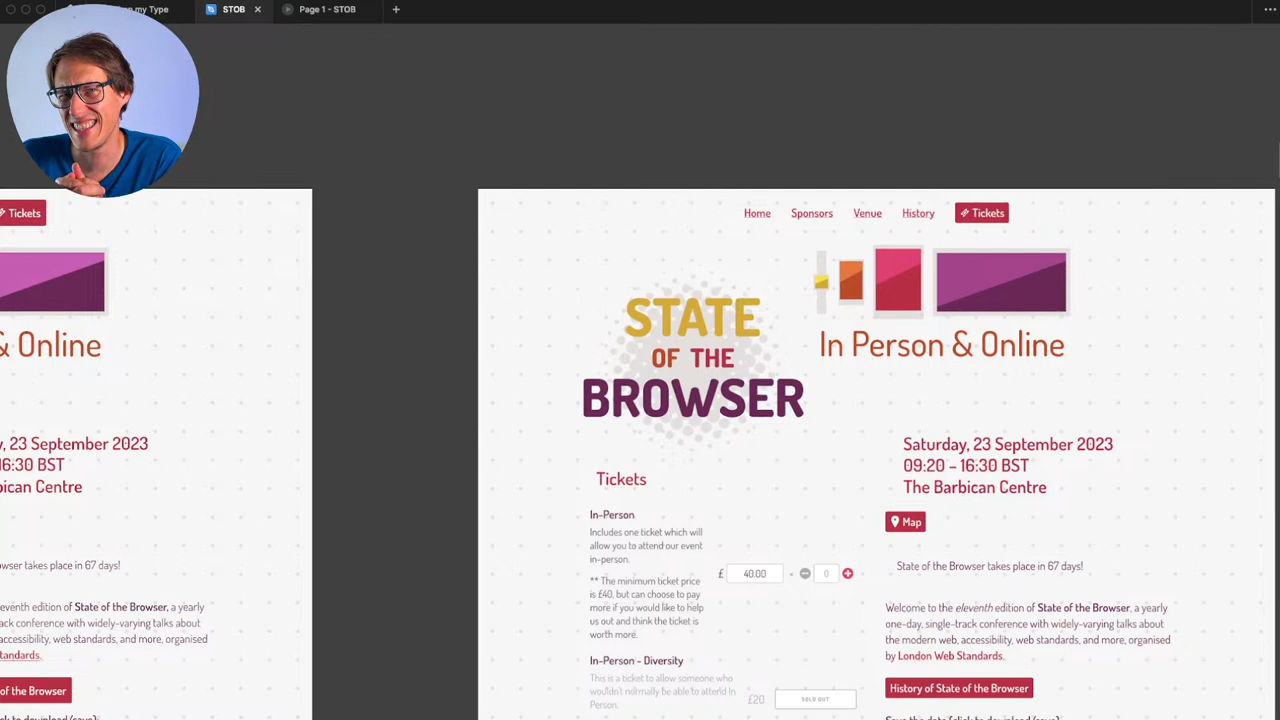 my Type
STOB
Page 1 - STOB
Tickets
& Online
23 September 2023
16:30 BST
Centre
takes place in 67 days!
edition of State of the Browser, a yearly
conference with widely-varying talks about
accessibility, web standards, and more, organised
of the Browser
Home
Sponsors
Venue
History
Tickets
STATE
OF THE
BROWSER
In Person & Online
Saturday, 23 September 2023
09:20 – 16:30 BST
The Barbican Centre
Map
State of the Browser takes place in 67 days!
Welcome to the eleventh edition of State of the Browser, a yearly
one-day, single-track conference with widely-varying talks about
the modern web, accessibility, web standards, and more, organised
by London Web Standards.
History of State of the Browser
Tickets
In-Person
Includes one ticket which will
allow you to attend our event
in-person.
** The minimum ticket price
is £40, but can choose to pay
more if you would like to help
us out and think the ticket is
worth more.
£ 40.00
0
In-Person - Diversity
This is a ticket to allow someone who
wouldn't normally be able to attend In
Person.
£20
SOLD OUT